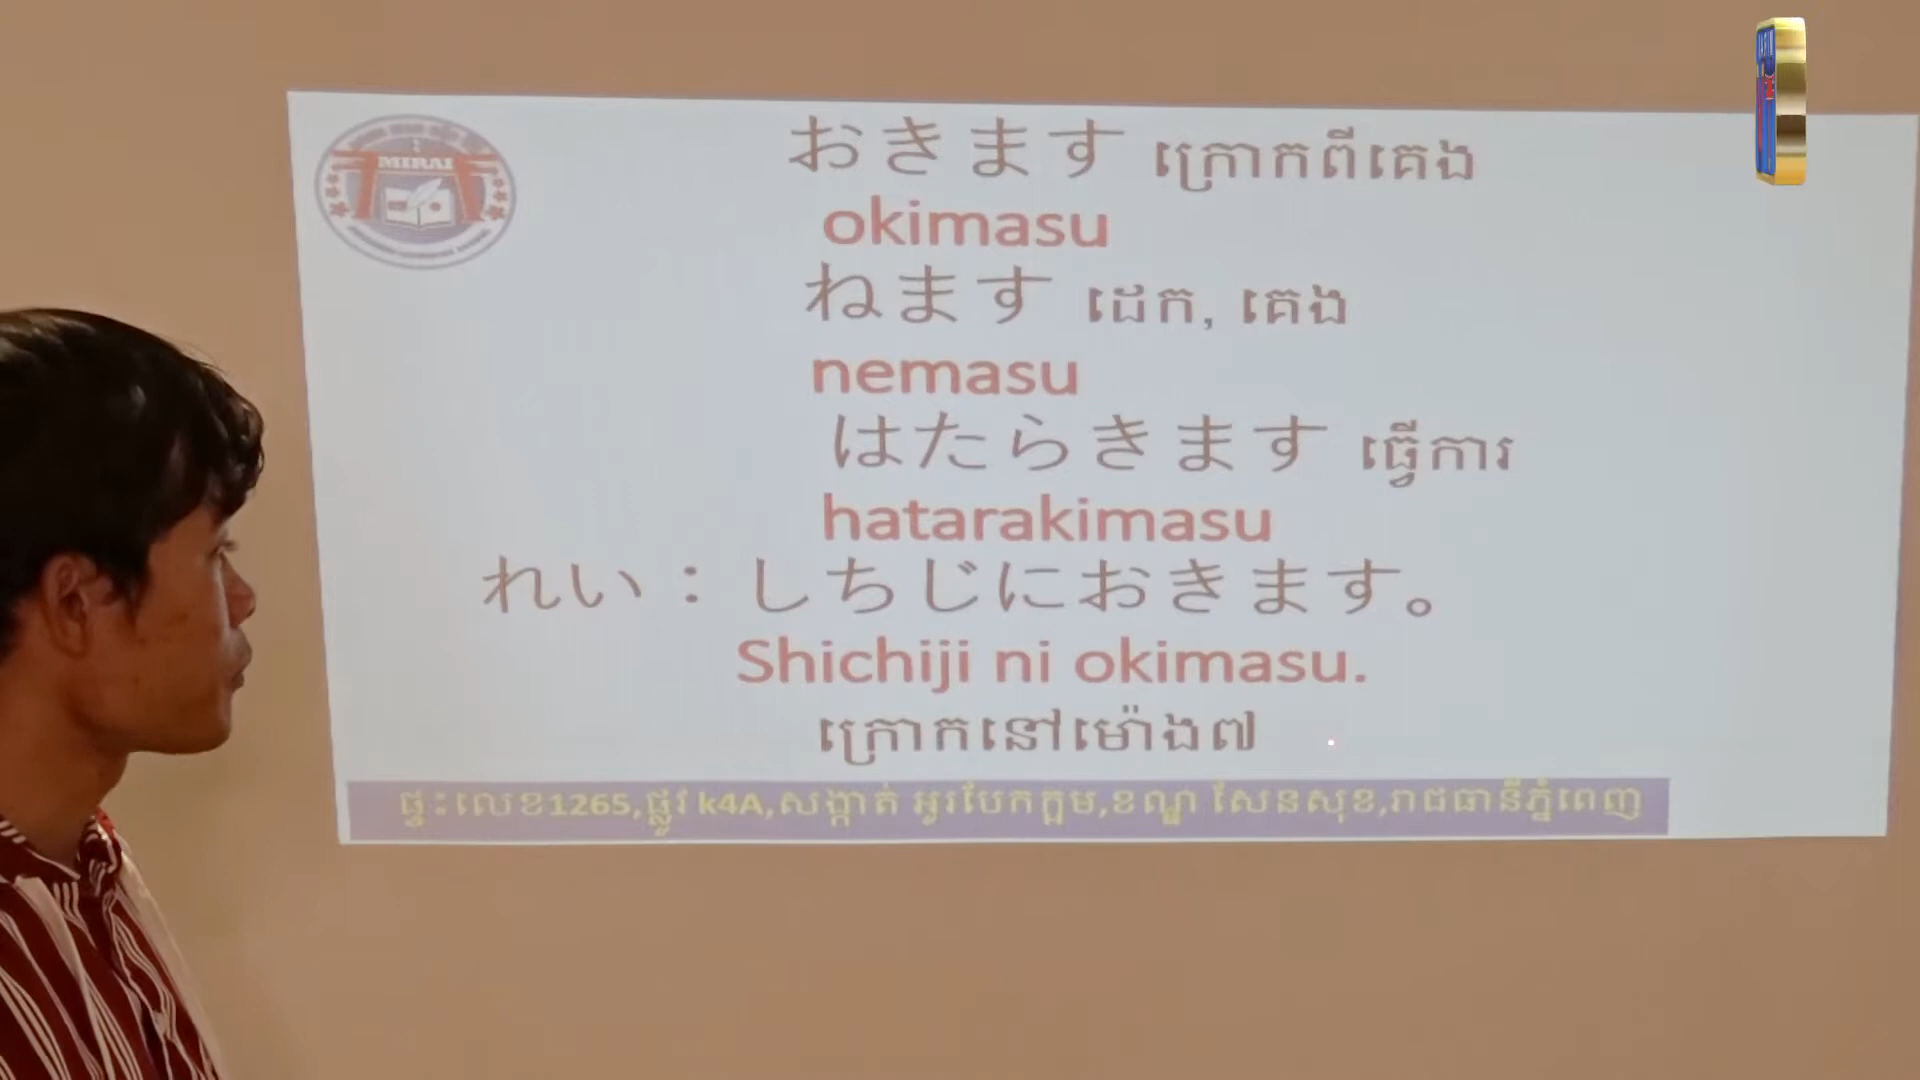 MIRAI
おきます ក្រោកពីគេង
okimasu
ねます ដេក, គេង
nemasu
はたらきます ធ្វើការ
hatarakimasu
れい：しちじにおきます。
Shichiji ni okimasu.
ក្រោកនៅម៉ោង៧
ផ្ទះលេខ1265,ផ្លូវ k4A,សង្កាត់ អូរបែកក្អម,ខណ្ឌ សែនសុខ,រាជធានីភ្នំពេញ